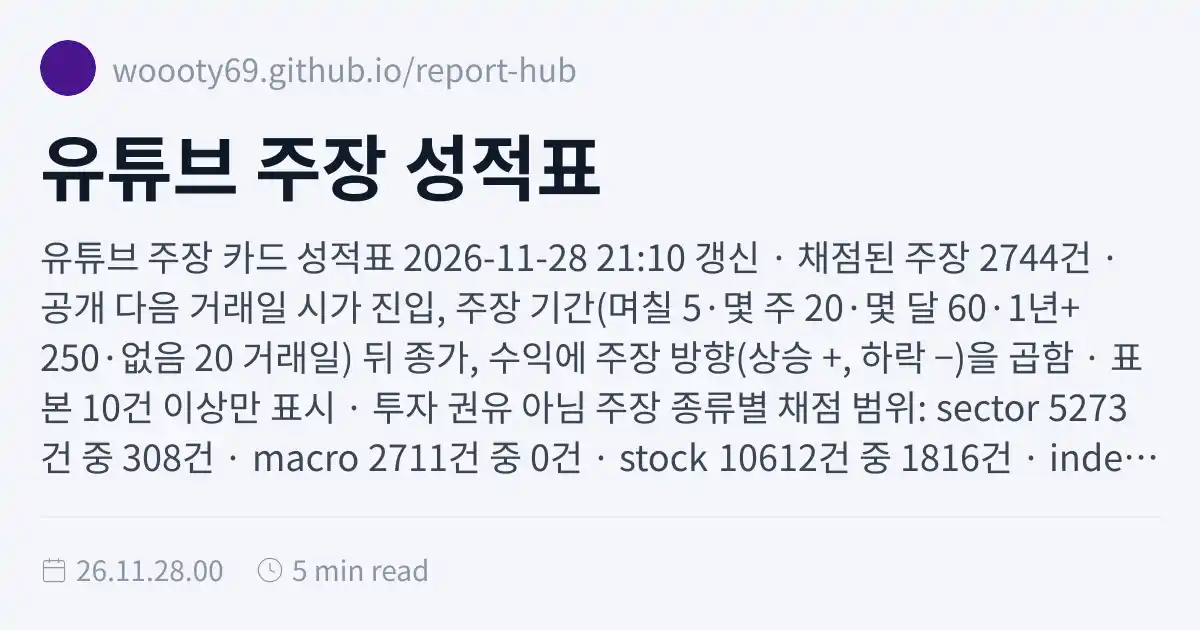 woooty69.github.io/report-hub
유튜브 주장 성적표
유튜브 주장 카드 성적표 2026-11-28 21:10 갱신 · 채점된 주장 2744건 ·
공개 다음 거래일 시가 진입, 주장 기간(며칠 5·몇 주 20·몇 달 60·1년+
250·없음 20 거래일) 뒤 종가, 수익에 주장 방향(상승 +, 하락 −)을 곱함 · 표
본 10건 이상만 표시 · 투자 권유 아님 주장 종류별 채점 범위: sector 5273
건 중 308건 · macro 2711건 중 0건 · stock 10612건 중 1816건 · inde…
26.11.28.00
5 min read